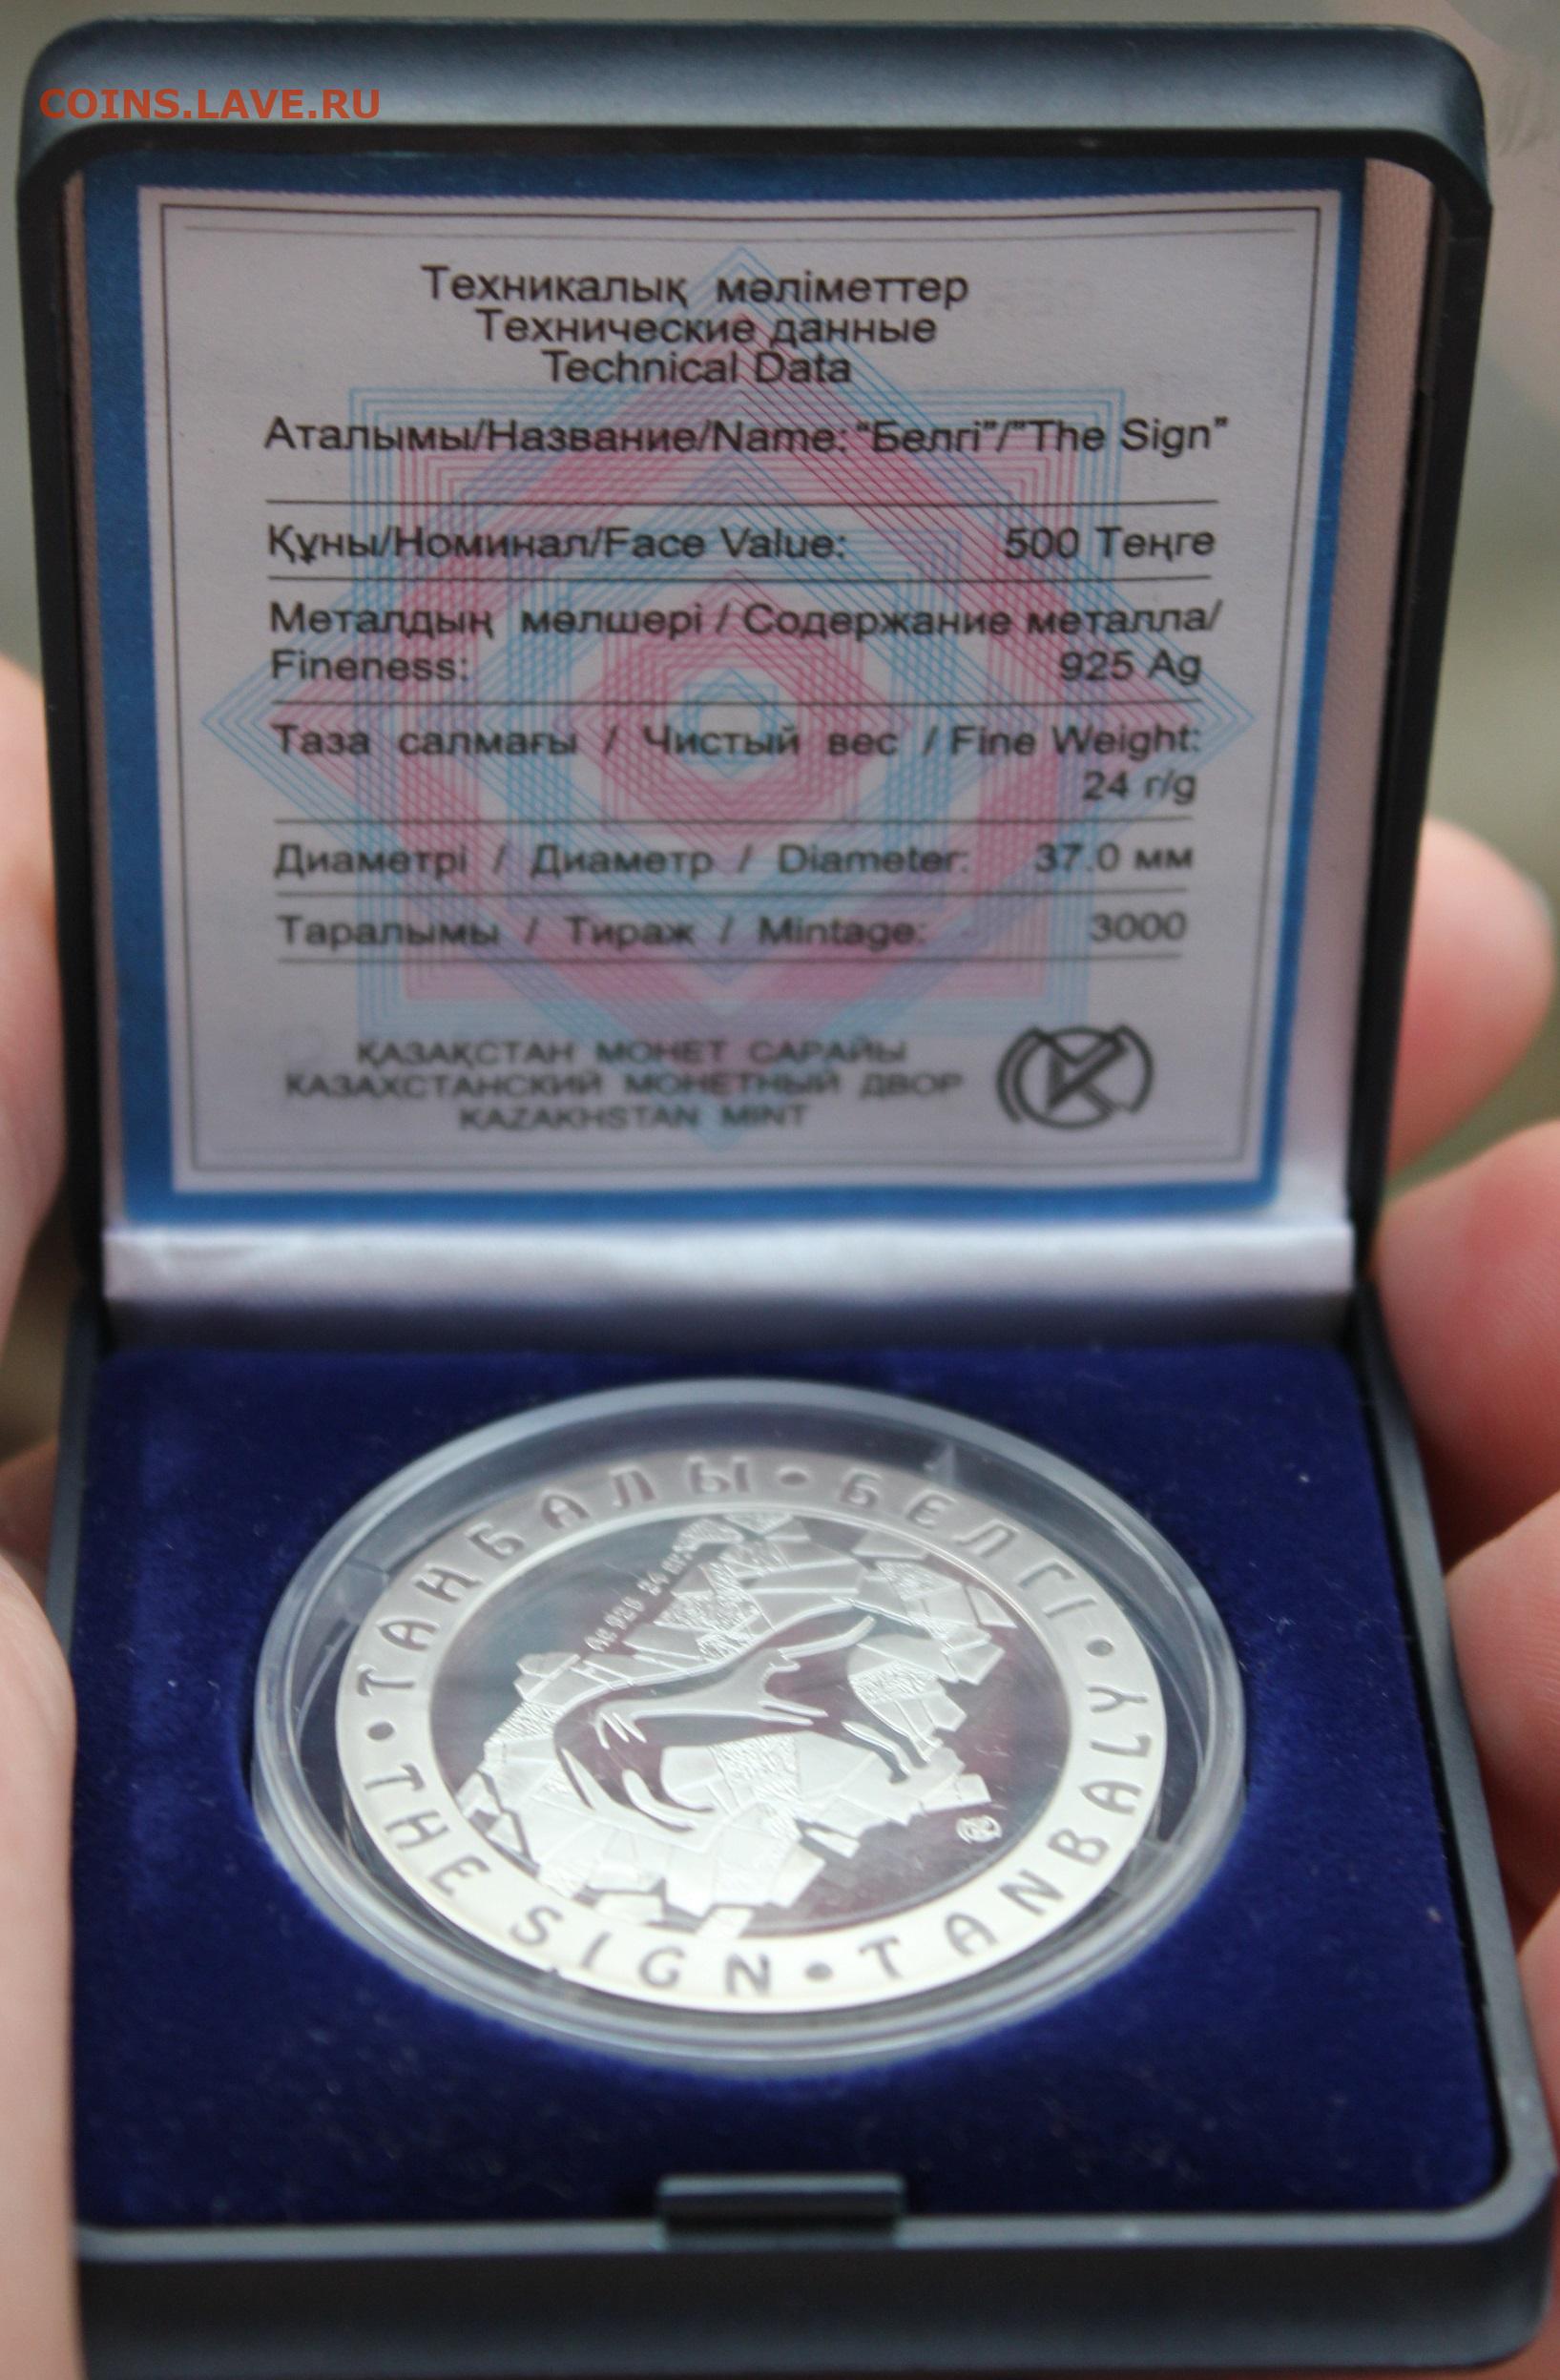 COINS.LAVE.RU
Техникалық мәліметтер
Технические данные
Technical Data
Аталымы/Название/Name: "Белгі"/"The Sign"
Құны/Номинал/Face Value: 500 Теңге
Металдың мөлшері / Содержание металла/
Fineness: 925 Ag
Таза салмағы / Чистый вес / Fine Weight:
24 г/g
Диаметрі / Диаметр / Diameter: 37.0 мм
Таралымы / Тираж / Mintage: 3000
ҚАЗАҚСТАН МОНЕТ САРАЙЫ
КАЗАХСТАНСКИЙ МОНЕТНЫЙ ДВОР
KAZAKHSTAN MINT
• ТАҢБАЛЫ • БЕЛГІ • TANBALY • THE SIGN
Ag 925 24